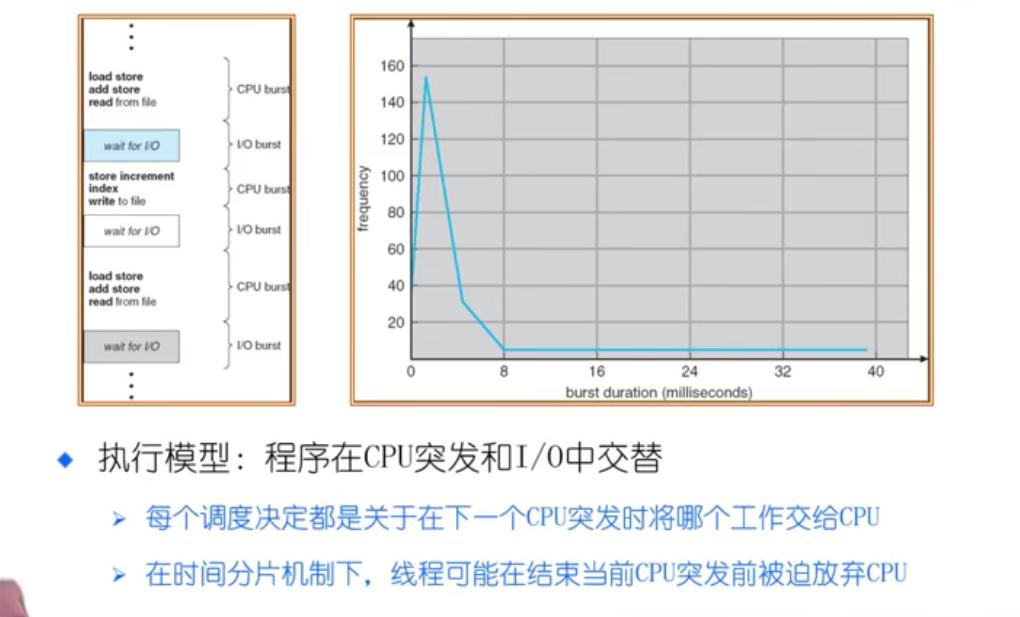 load store
add store
read from file
CPU burst
wait for I/O
I/O burst
store increment
index
write to file
CPU burst
wait for I/O
I/O burst
load store
add store
read from file
CPU burst
wait for I/O
I/O burst
frequency
160
140
120
100
80
60
40
20
0
8
16
24
32
40
burst duration (milliseconds)
执行模型：程序在CPU突发和I/O中交替
每个调度决定都是关于在下一个CPU突发时将哪个工作交给CPU
在时间分片机制下，线程可能在结束当前CPU突发前被迫放弃CPU